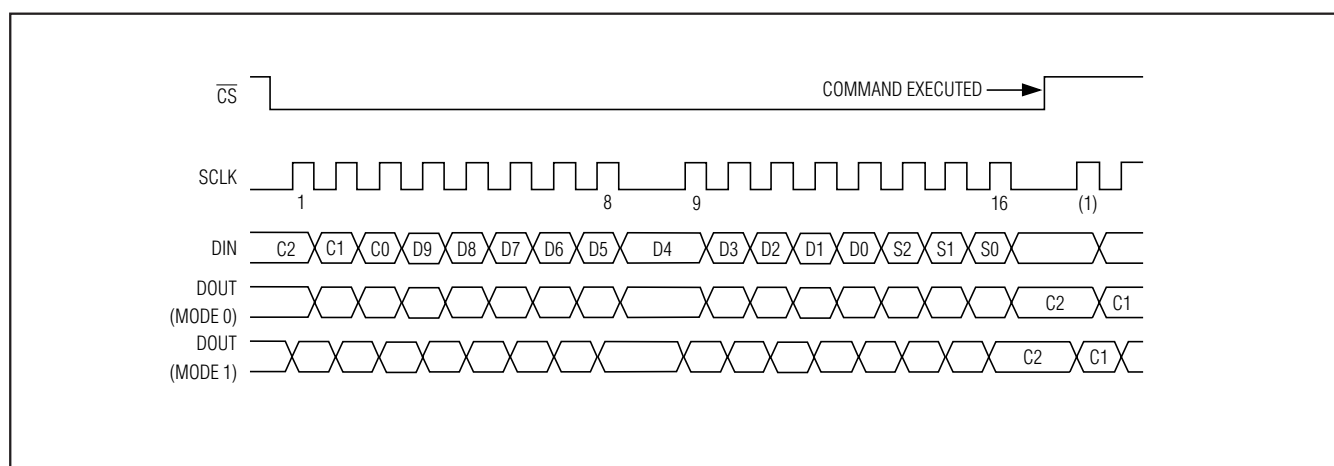 CS
COMMAND EXECUTED
SCLK
1
8
9
16
(1)
DIN
C2 C1 C0 D9 D8 D7 D6 D5 D4 D3 D2 D1 D0 S2 S1 S0
DOUT
(MODE 0)
C2 C1
DOUT
(MODE 1)
C2 C1